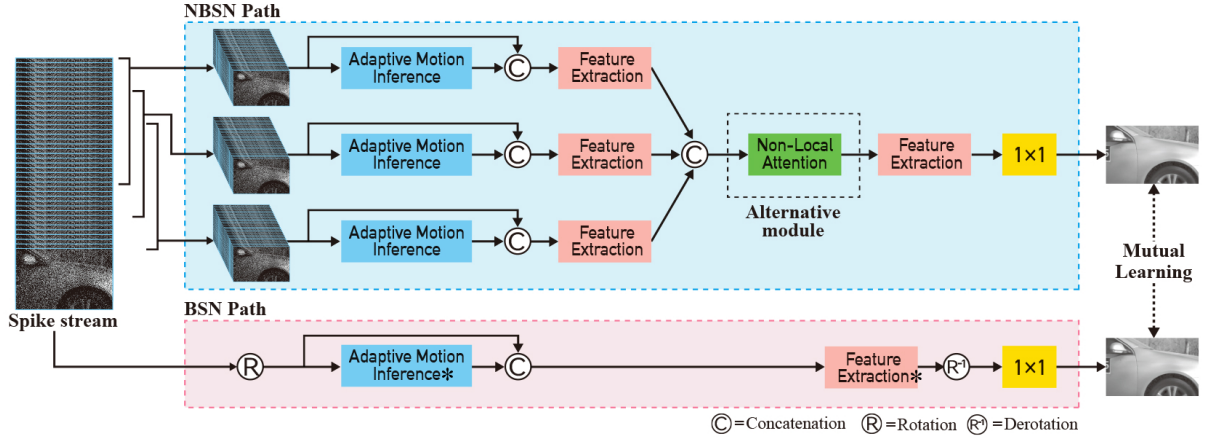 NBSN Path
Adaptive Motion
Inference
C
Feature
Extraction
Adaptive Motion
Inference
C
Feature
Extraction
C
Non-Local
Attention
Feature
Extraction
1×1
Alternative
module
Adaptive Motion
Inference
C
Feature
Extraction
Mutual
Learning
Spike stream
BSN Path
R
Adaptive Motion
Inference*
C
Feature
Extraction*
R⁻¹
1×1
C=Concatenation R=Rotation R⁻¹=Derotation